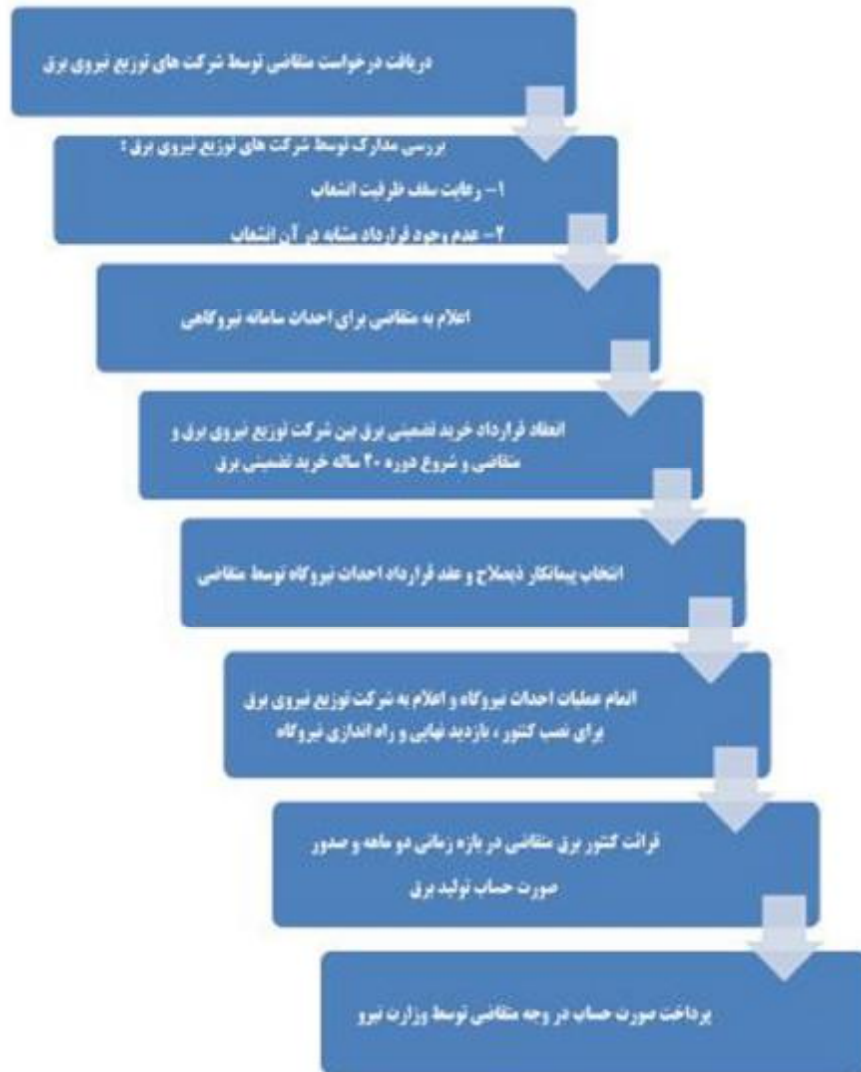 دریافت درخواست متقاضی توسط شرکت های توزیع نیروی برق
بررسی مدارک توسط شرکت های توزیع نیروی برق :
۱- رعایت سقف ظرفیت انشعاب
۲- عدم وجود قرارداد مشابه در آن انشعاب
اعلام به متقاضی برای احداث سامانه نیروگاهی
انعقاد قرارداد خرید تضمینی برق بین شرکت توزیع نیروی برق و
متقاضی و شروع دوره ۲۰ ساله خرید تضمینی برق
انتخاب پیمانکار ذیصلاح و عقد قرارداد احداث نیروگاه توسط متقاضی
اتمام عملیات احداث نیروگاه و اعلام به شرکت توزیع نیروی برق
برای نصب کنتور ، بازدید نهایی و راه اندازی نیروگاه
قرائت کنتور برق متقاضی در بازه زمانی دو ماهه و صدور
صورت حساب تولید برق
پرداخت صورت حساب در وجه متقاضی توسط وزارت نیرو